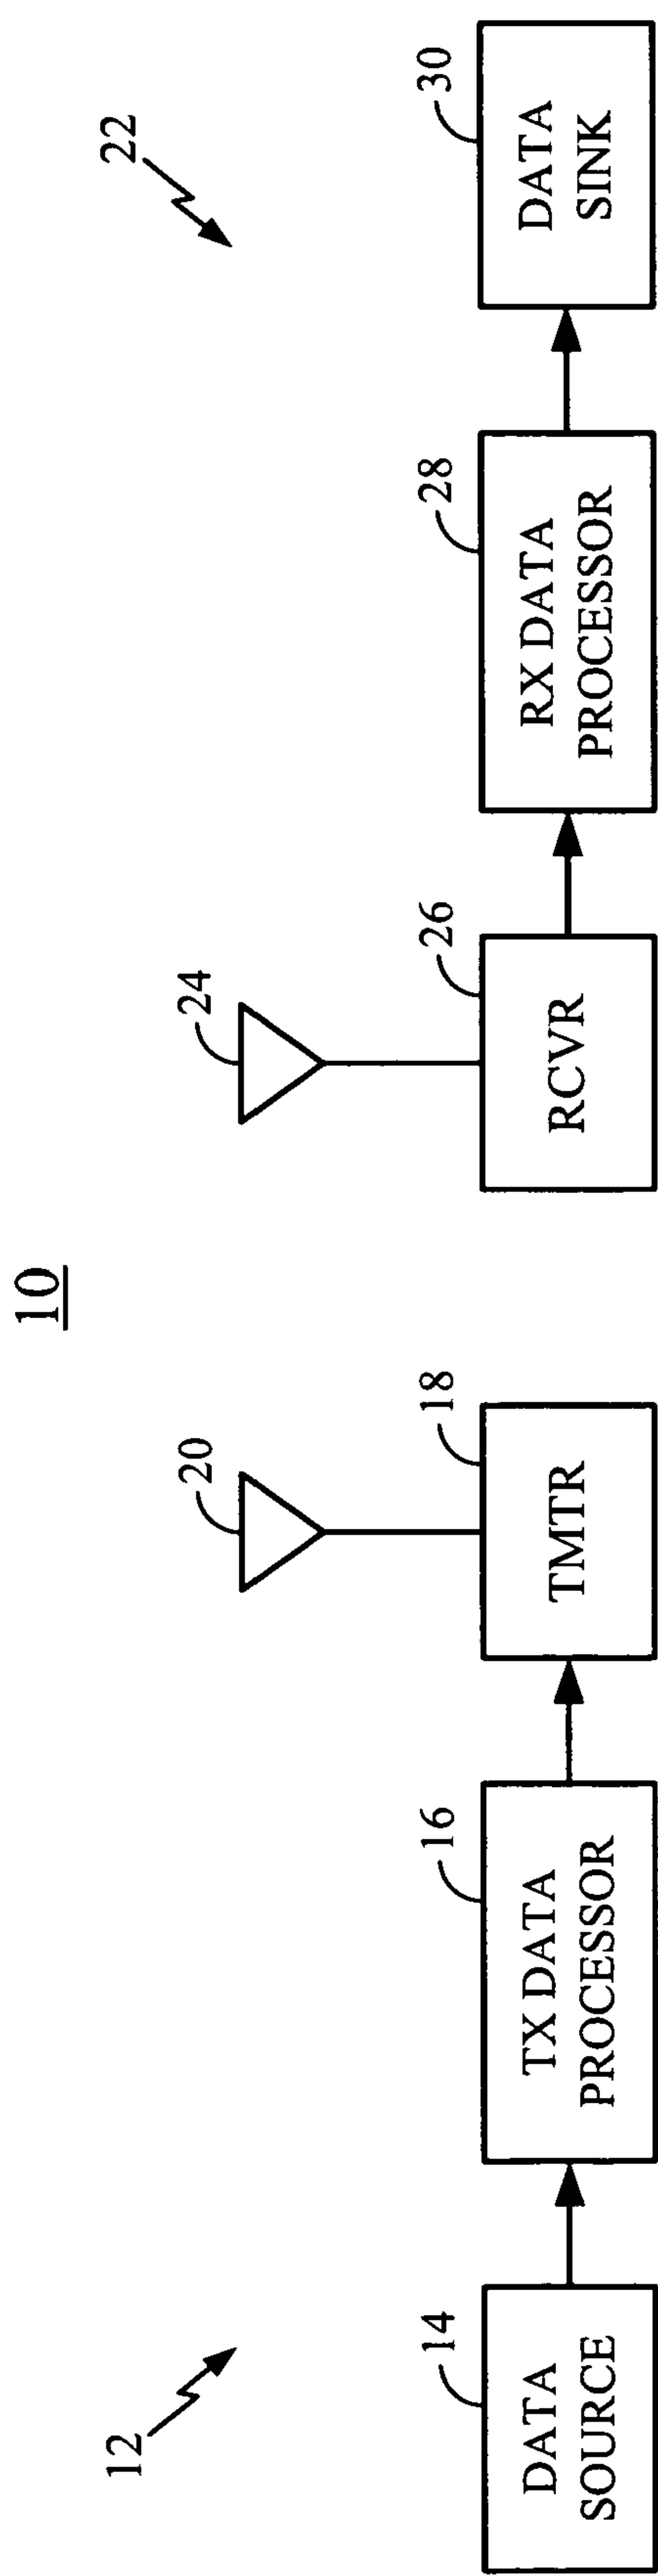 10
12
22
20
24
14
16
18
26
28
30
DATA
SOURCE
TX DATA
PROCESSOR
TMTR
RCVR
RX DATA
PROCESSOR
DATA
SINK